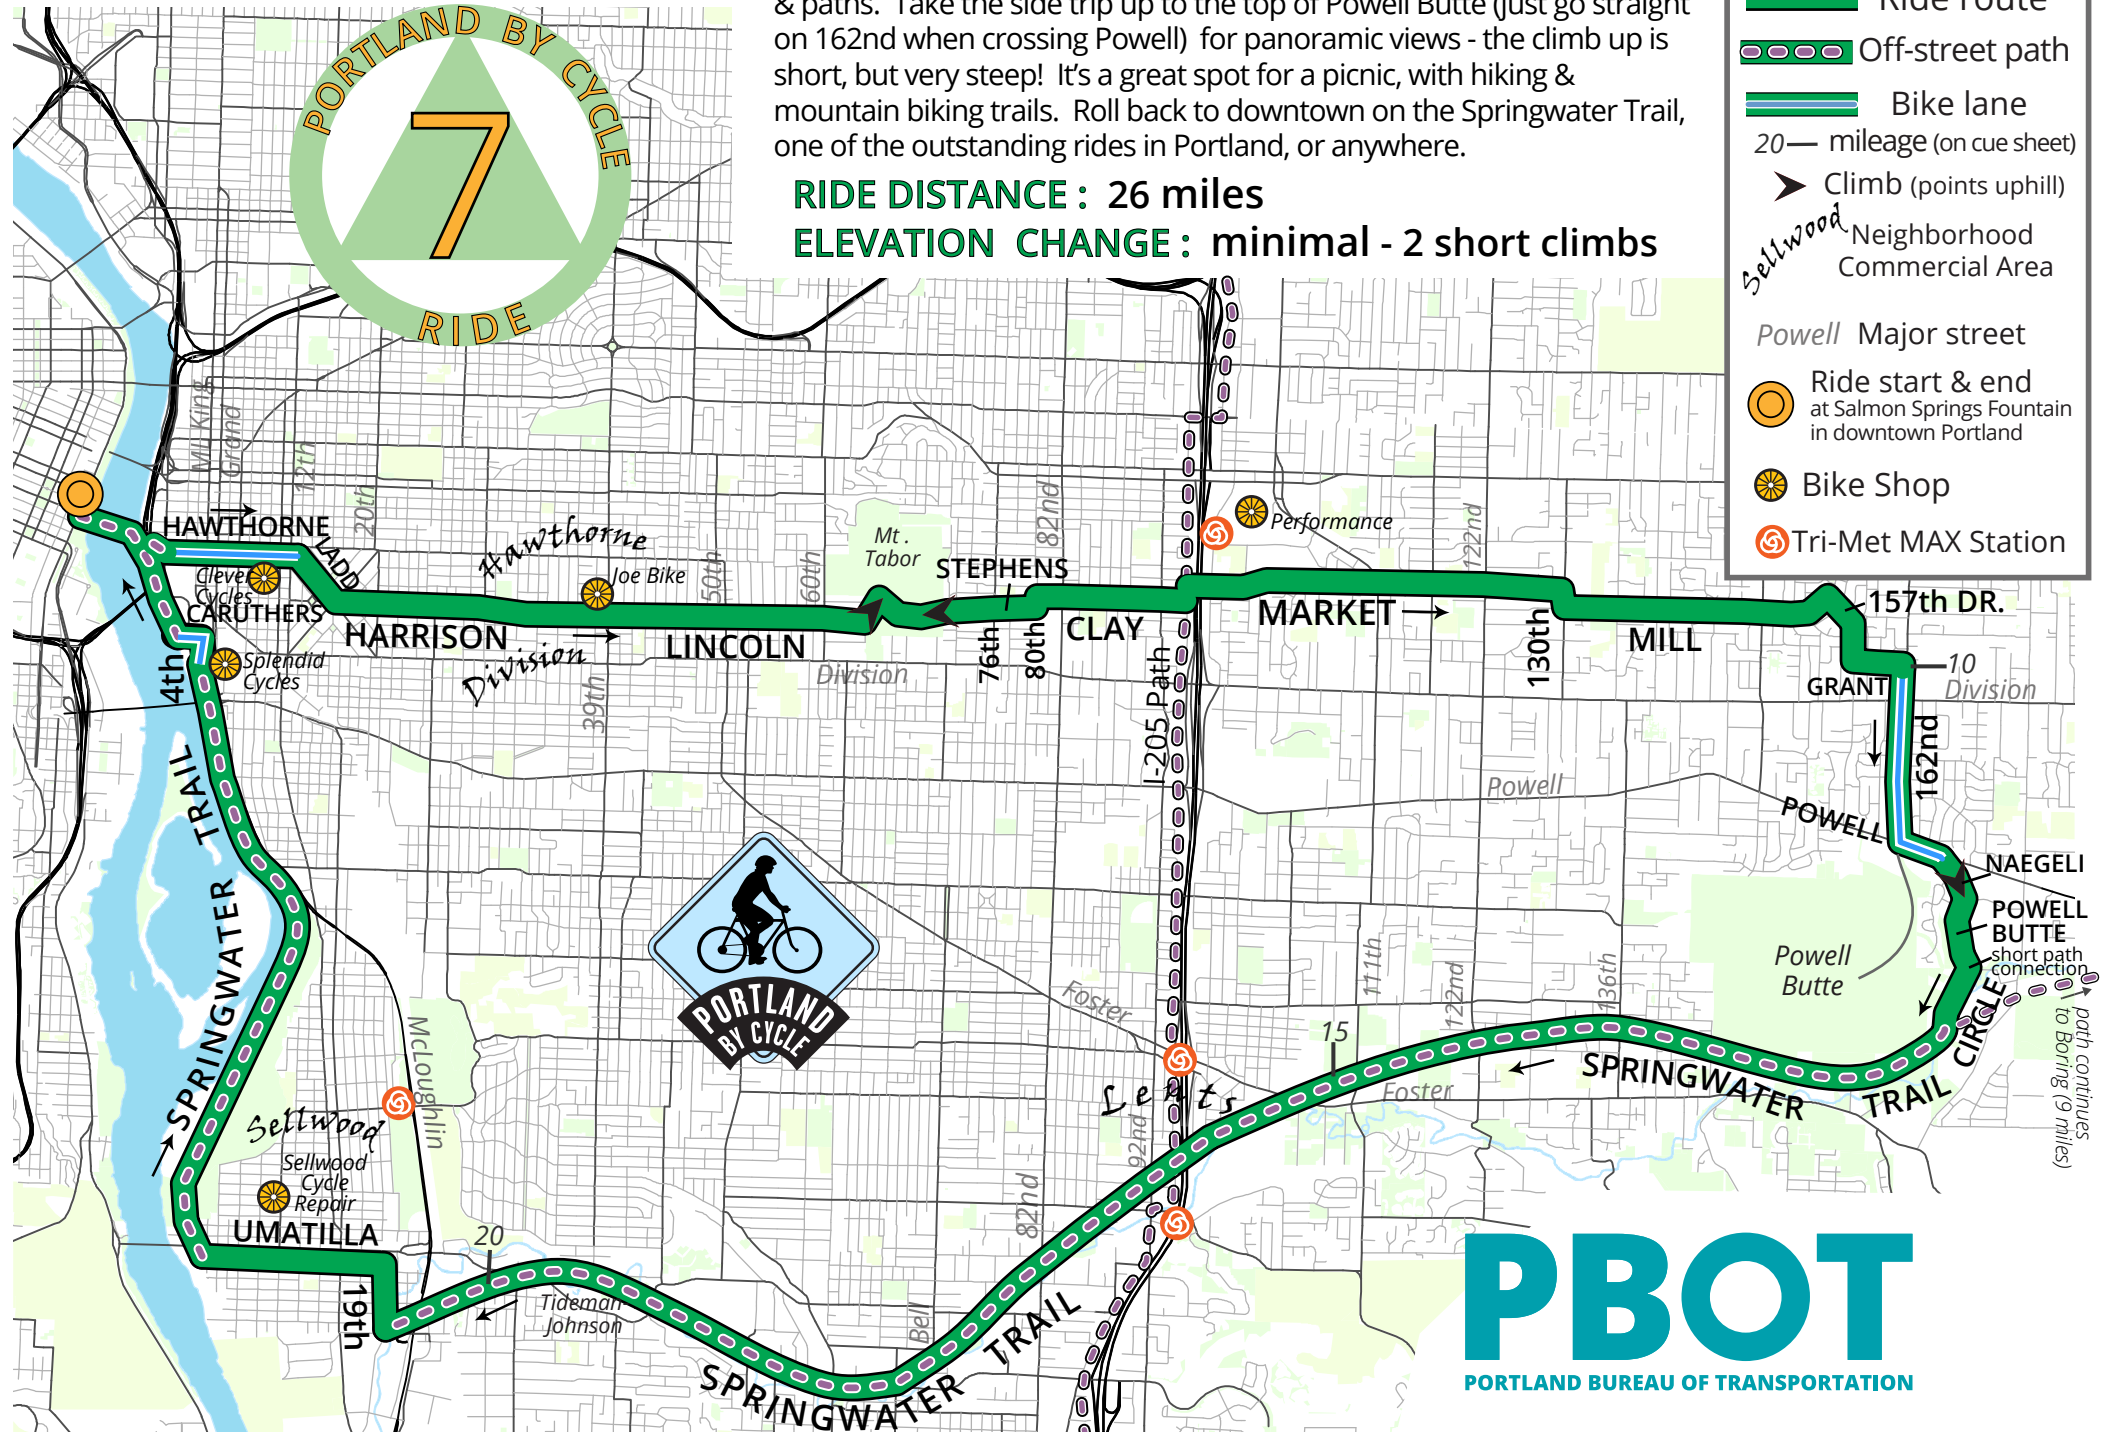 PORTLAND BY CYCLE
7
RIDE
& paths. Take the side trip up to the top of Powell Butte (just go straight
on 162nd when crossing Powell) for panoramic views - the climb up is
short, but very steep! It's a great spot for a picnic, with hiking &
mountain biking trails. Roll back to downtown on the Springwater Trail,
one of the outstanding rides in Portland, or anywhere.
RIDE DISTANCE : 26 miles
ELEVATION CHANGE : minimal - 2 short climbs
Ride route
Off-street path
Bike lane
20 mileage (on cue sheet)
Climb (points uphill)
Sellwood
Neighborhood
Commercial Area
Powell Major street
Ride start & end
at Salmon Springs Fountain
in downtown Portland
Bike Shop
Tri-Met MAX Station
MLU King
Grand
12th
20th
HAWTHORNE
LADD
Clever
Cycles
CARUTHERS
HARRISON
Hawthorne
Joe Bike
Division
39th
LINCOLN
50th
60th
Mt .
Tabor
Division
STEPHENS
82nd
76th
80th
CLAY
I-205 Path
Performance
MARKET
122nd
130th
MILL
157th DR.
10
Division
GRANT
162nd
Powell
POWELL
NAEGELI
POWELL
BUTTE
short path
connection
Powell
Butte
path continues
to Boring (9 miles)
4th
Splendid
Cycles
SPRINGWATER TRAIL
PORTLAND
BY CYCLE
McLoughlin
Foster
111th
122nd
136th
15
Foster
Lents
92nd
82nd
SPRINGWATER TRAIL CIRCLE
Sellwood
Sellwood
Cycle
Repair
UMATILLA
19th
20
Tideman-
Johnson
Bell
SPRINGWATER TRAIL
PBOT
PORTLAND BUREAU OF TRANSPORTATION